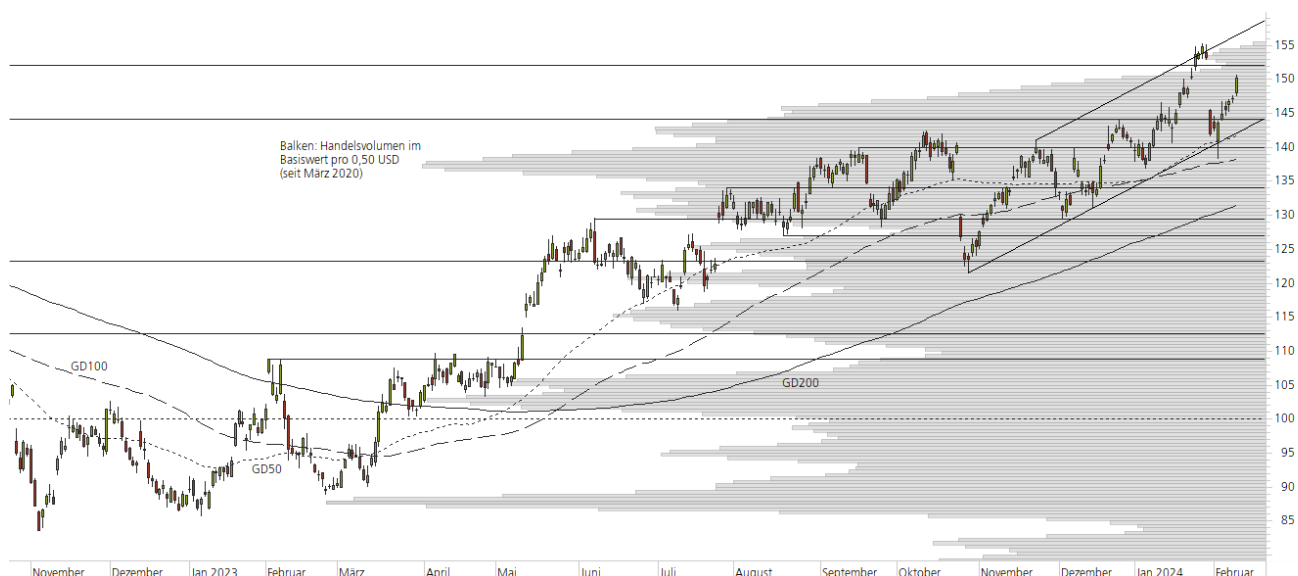 155
150
145
Balken: Handelsvolumen im
Basiswert pro 0,50 USD
(seit März 2020)
140
135
130
125
120
115
110
GD100
GD200
105
100
95
GD50
90
85
November Dezember Jan 2023 Februar März April Mai Juni Juli August September Oktober November Dezember Jan 2024 Februar